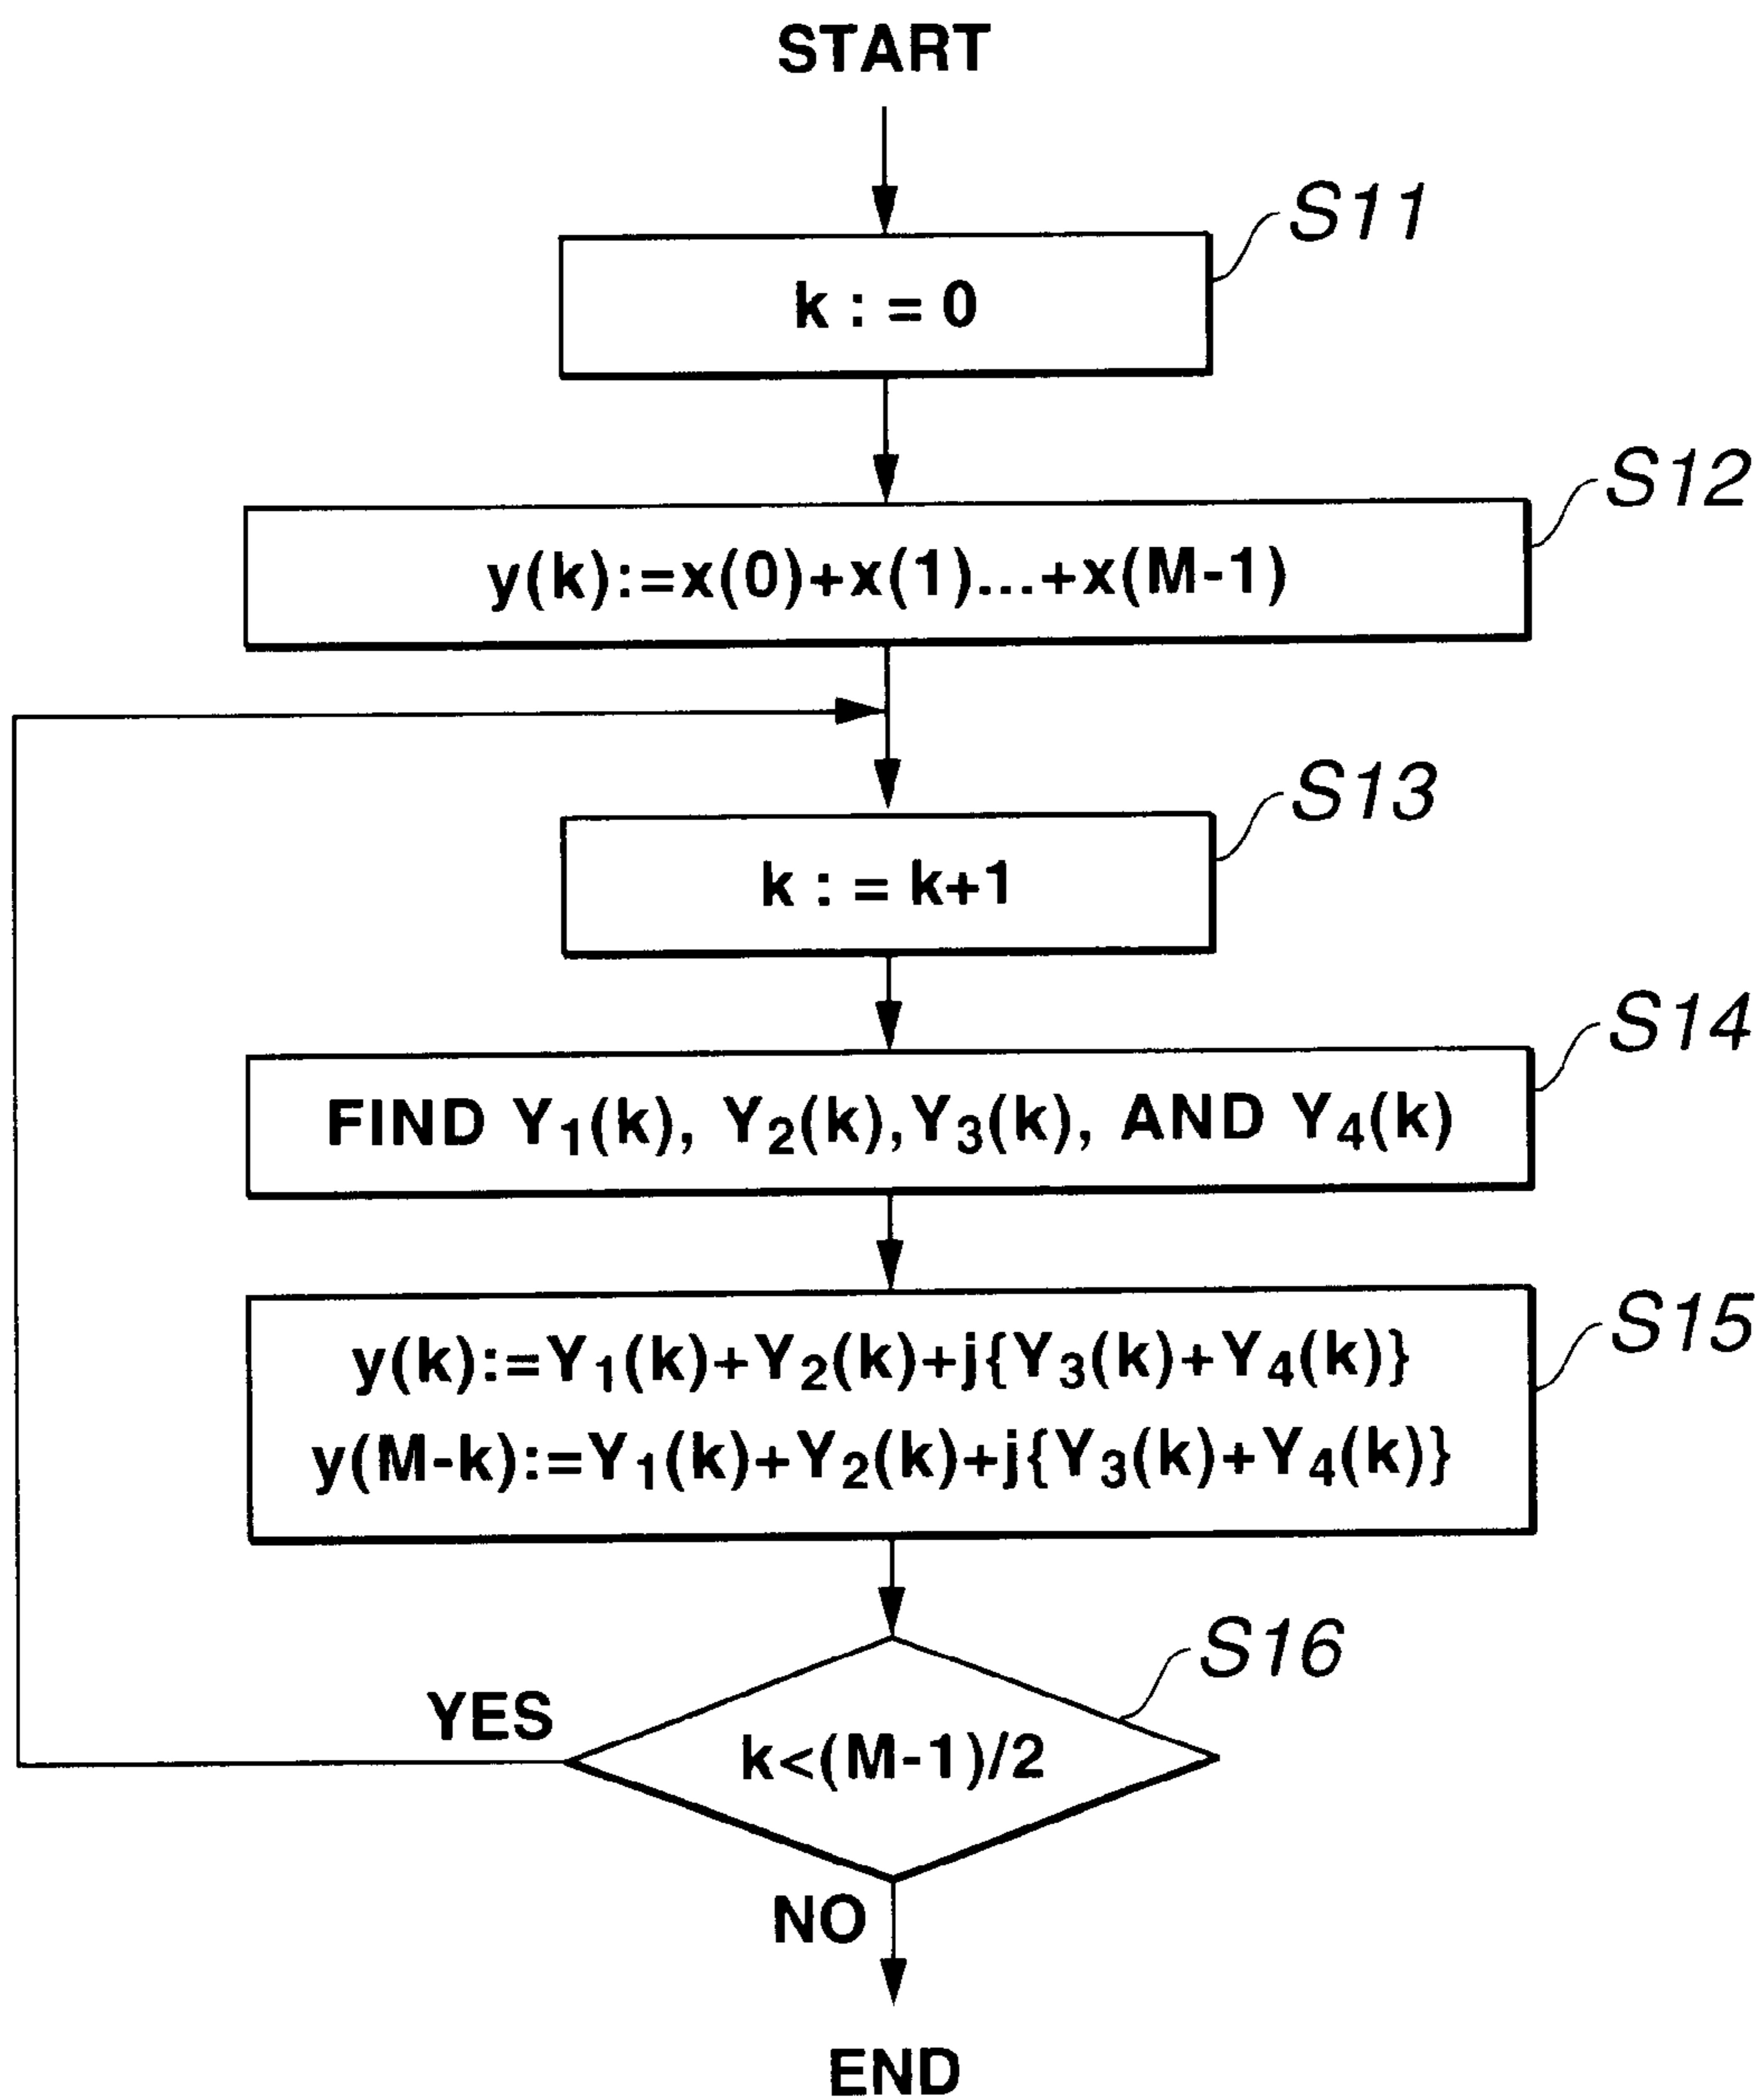 START
S11
k : = 0
S12
y(k):=x(0)+x(1)...+x(M-1)
S13
k : = k+1
S14
FIND Y1(k), Y2(k),Y3(k), AND Y4(k)
S15
y(k):=Y1(k)+Y2(k)+j{Y3(k)+Y4(k)}
y(M-k):=Y1(k)+Y2(k)+j{Y3(k)+Y4(k)}
S16
YES
k<(M-1)/2
NO
END